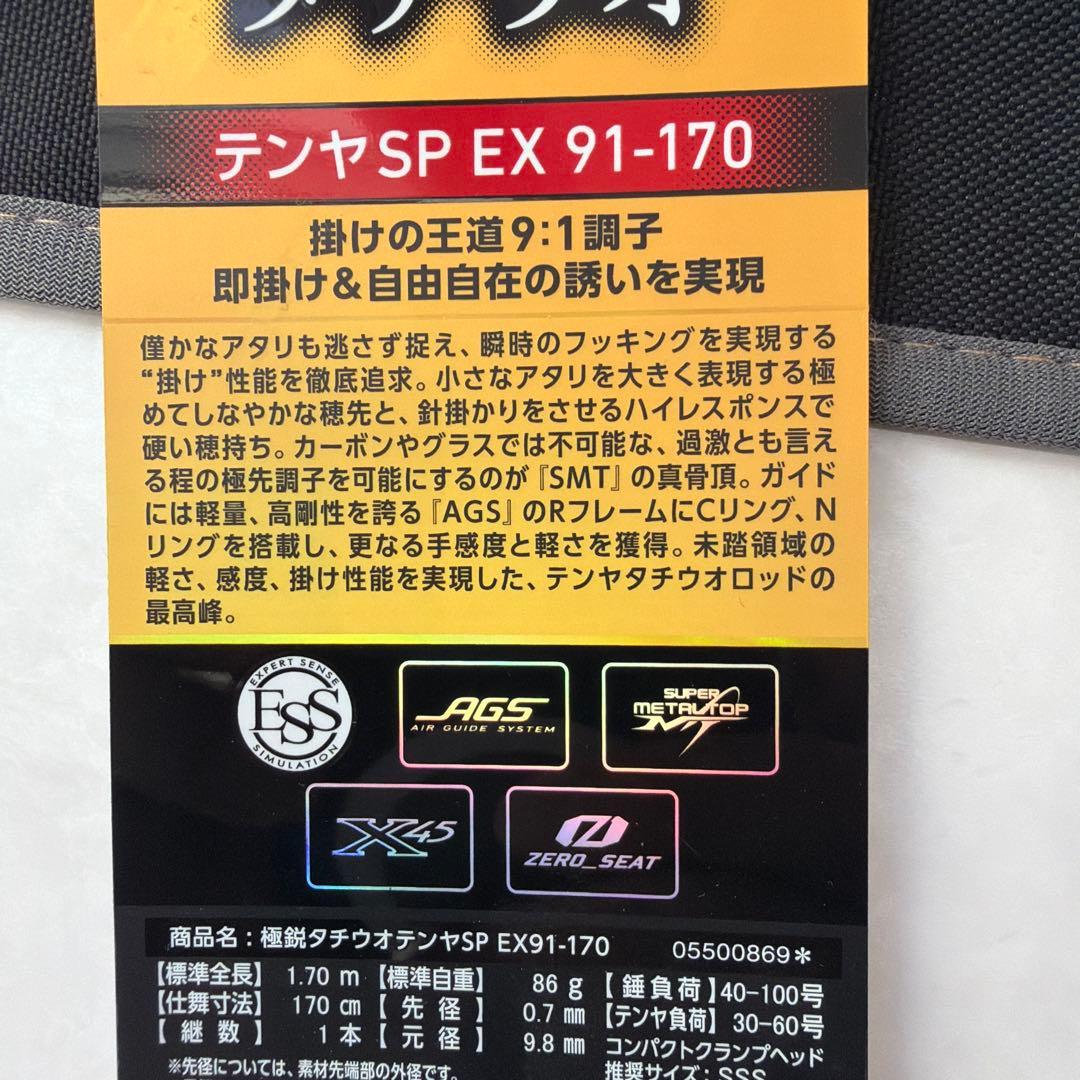 タチウオ
テンヤSP EX 91-170
掛けの王道9:1調子
即掛け&自由自在の誘いを実現
僅かなアタリも逃さず捉え、瞬時のフッキングを実現する
“掛け”性能を徹底追求。小さなアタリを大きく表現する極
めてしなやかな穂先と、針掛かりをさせるハイレスポンスで
硬い穂持ち。カーボンやグラスでは不可能な、過激とも言え
る程の極先調子を可能にするのが『SMT』の真骨頂。ガイド
には軽量、高剛性を誇る『AGS』のRフレームにCリング、N
リングを搭載し、更なる手感度と軽さを獲得。未踏領域の
軽さ、感度、掛け性能を実現した、テンヤタチウオロッドの
最高峰。
EXPERT SENSE
ESS
SIMULATION
AGS
AIR GUIDE SYSTEM
SUPER
METAL TOP
MT
X45
ZERO_SEAT
商品名:極鋭タチウオテンヤSP EX91-170 05500869*
【標準全長】 1.70 m 【標準自重】 86 g 【錘負荷】40-100号
【仕舞寸法】 170 cm 【先径】 0.7 mm 【テンヤ負荷】 30-60号
【継数】 1 本 【元径】 9.8 mm コンパクトクランプヘッド
※先径については、素材先端部の外径です。 推奨サイズ:SSS